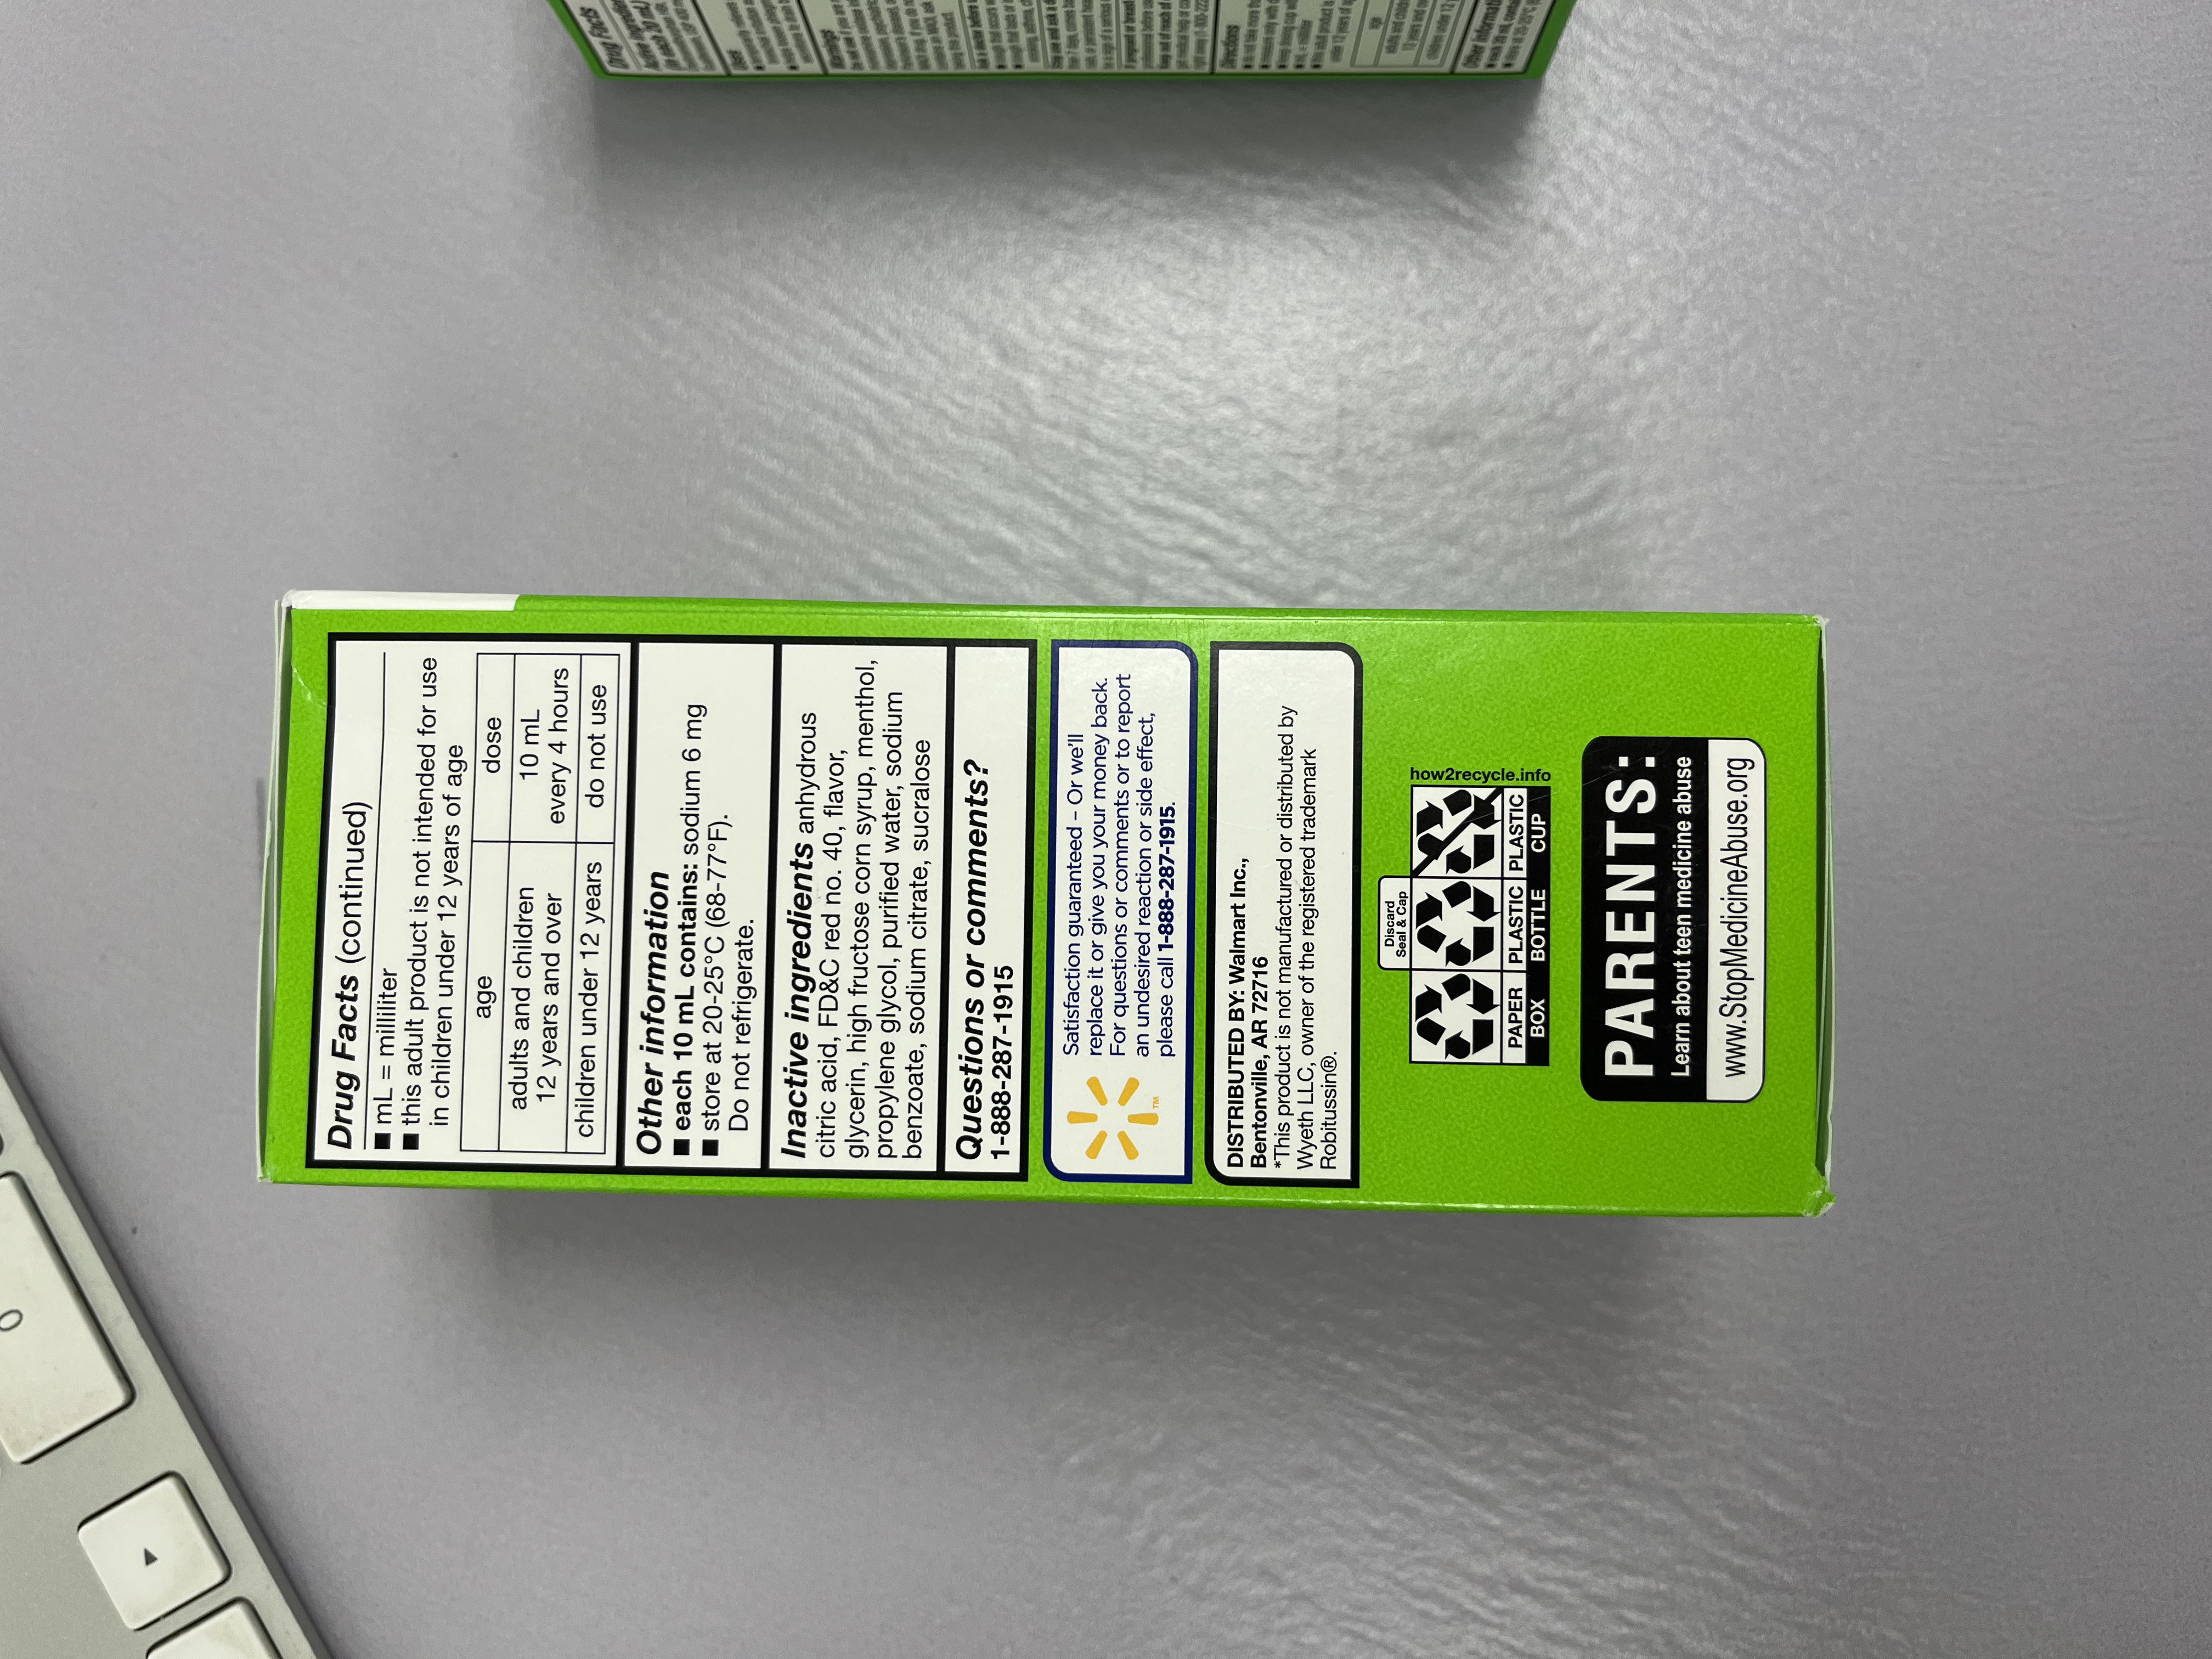 0
Drug Facts (continued)
■ mL = milliliter
■ this adult product is not intended for use
in children under 12 years of age
age dose
adults and children 10 mL
12 years and over every 4 hours
children under 12 years do not use
Other information
■ each 10 mL contains: sodium 6 mg
■ store at 20-25°C (68-77°F).
Do not refrigerate.
Inactive ingredients anhydrous
citric acid, FD&C red no. 40, flavor,
glycerin, high fructose corn syrup, menthol,
propylene glycol, purified water, sodium
benzoate, sodium citrate, sucralose
Questions or comments?
1-888-287-1915
Satisfaction guaranteed – Or we'll
replace it or give you your money back.
For questions or comments or to report
an undesired reaction or side effect,
please call 1-888-287-1915.
TM
DISTRIBUTED BY: Walmart Inc.,
Bentonville, AR 72716
*This product is not manufactured or distributed by
Wyeth LLC, owner of the registered trademark
Robitussin®.
Discard
Seal & Cap
PAPER PLASTIC PLASTIC
BOX BOTTLE CUP
how2recycle.info
PARENTS:
Learn about teen medicine abuse
www.StopMedicineAbuse.org
Drug Facts
Uses
Warnings
Directions
age